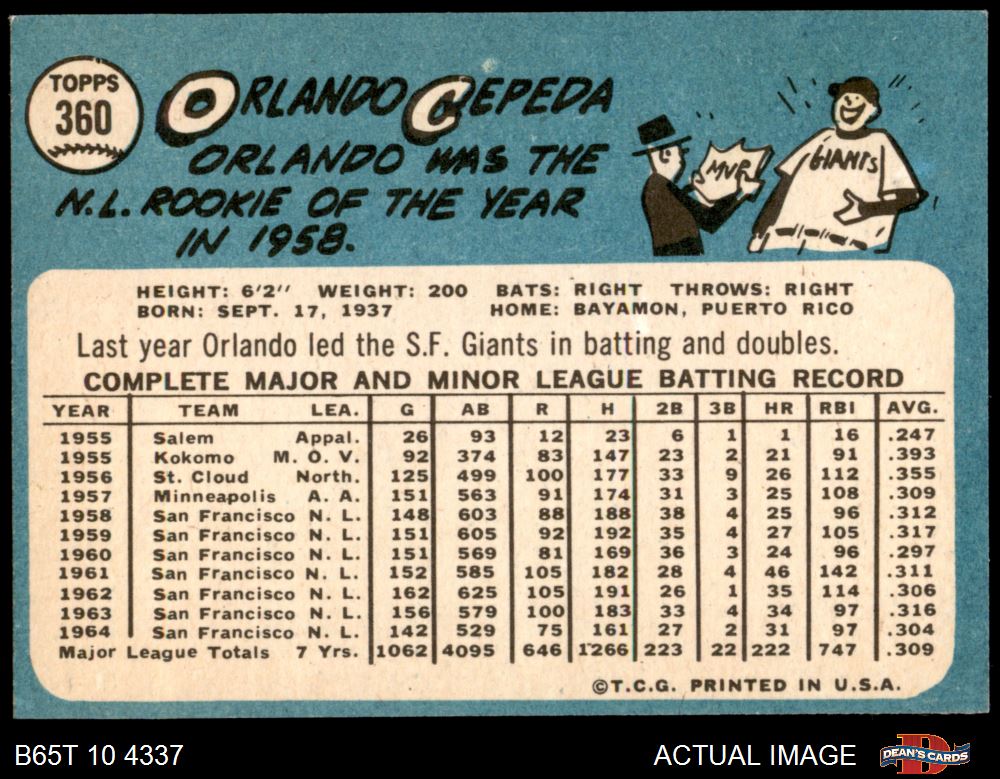 TOPPS
360
ORLANDO CEPEDA
ORLANDO WAS THE
N.L. ROOKIE OF THE YEAR
IN 1958.
MVP
GIANTS
HEIGHT: 6'2" WEIGHT: 200 BATS: RIGHT THROWS: RIGHT
BORN: SEPT. 17, 1937 HOME: BAYAMON, PUERTO RICO
Last year Orlando led the S.F. Giants in batting and doubles.
COMPLETE MAJOR AND MINOR LEAGUE BATTING RECORD
YEAR TEAM LEA. G AB R H 2B 3B HR RBI AVG.
1955 Salem Appal. 26 93 12 23 6 1 1 16 .247
1955 Kokomo M. O. V. 92 374 83 147 23 2 21 91 .393
1956 St. Cloud North. 125 499 100 177 33 9 26 112 .355
1957 Minneapolis A. A. 151 563 91 174 31 3 25 108 .309
1958 San Francisco N. L. 148 603 88 188 38 4 25 96 .312
1959 San Francisco N. L. 151 605 92 192 35 4 27 105 .317
1960 San Francisco N. L. 151 569 81 169 36 3 24 96 .297
1961 San Francisco N. L. 152 585 105 182 28 4 46 142 .311
1962 San Francisco N. L. 162 625 105 191 26 1 35 114 .306
1963 San Francisco N. L. 156 579 100 183 33 4 34 97 .316
1964 San Francisco N. L. 142 529 75 161 27 2 31 97 .304
Major League Totals 7 Yrs. 1062 4095 646 1266 223 22 222 747 .309
©T.C.G. PRINTED IN U.S.A.
B65T 10 4337 ACTUAL IMAGE DEAN'S CARDS